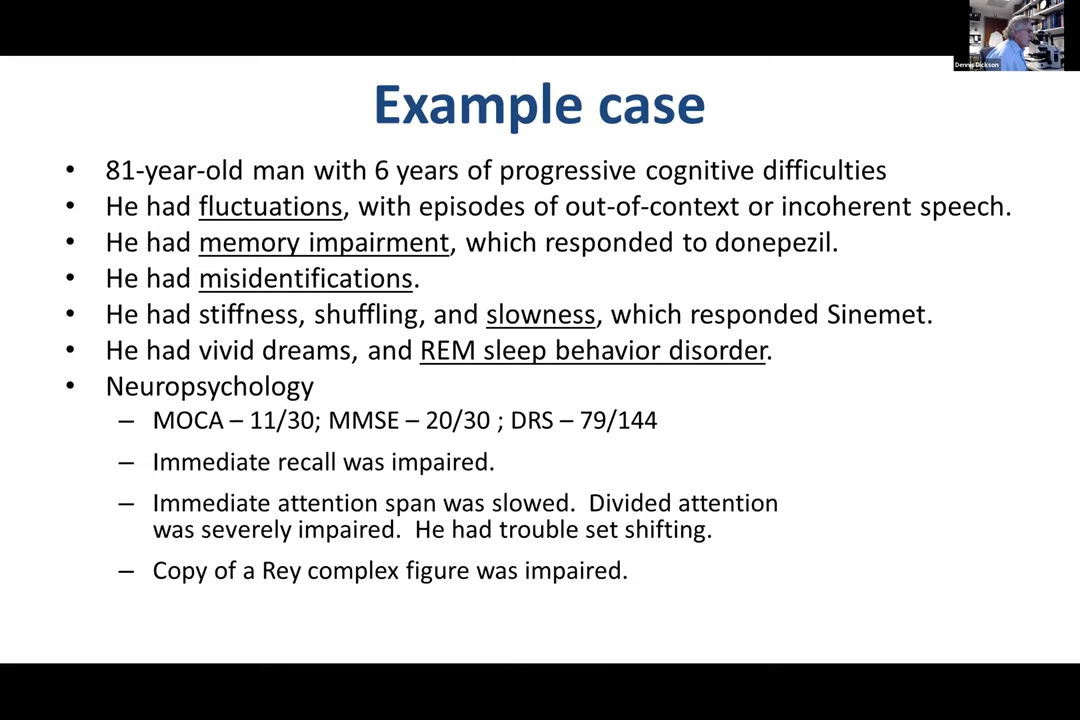 Dennis Dickson
Example case
• 81-year-old man with 6 years of progressive cognitive difficulties
• He had fluctuations, with episodes of out-of-context or incoherent speech.
• He had memory impairment, which responded to donepezil.
• He had misidentifications.
• He had stiffness, shuffling, and slowness, which responded Sinemet.
• He had vivid dreams, and REM sleep behavior disorder.
• Neuropsychology
– MOCA – 11/30; MMSE – 20/30 ; DRS – 79/144
– Immediate recall was impaired.
– Immediate attention span was slowed.  Divided attention
was severely impaired.  He had trouble set shifting.
– Copy of a Rey complex figure was impaired.